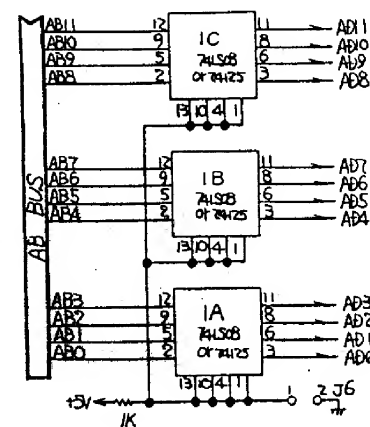 AB BUS
AB11 12 1C 11 AD11
AB10 9 74LS08 8 AD10
AB9 5 or 74125 6 AD9
AB8 2 3 AD8
13 10 4 1
AB7 12 1B 11 AD7
AB6 9 74LS08 8 AD6
AB5 5 or 74125 6 AD5
AB4 2 3 AD4
13 10 4 1
AB3 12 1A 11 AD3
AB2 9 74LS08 8 AD2
AB1 5 or 74125 6 AD1
AB0 2 3 AD0
13 10 4 1
+5V 1K 1 2 J6